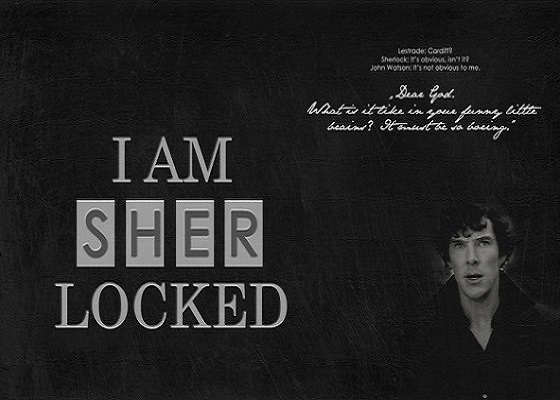 Lestrade: Cardiff?
Sherlock: It's obvious, isn't it?
John Watson: It's not obvious to me.
„Dear God.
What is it like in your funny little
brains? It must be so boring."
I AM
SHER
LOCKED